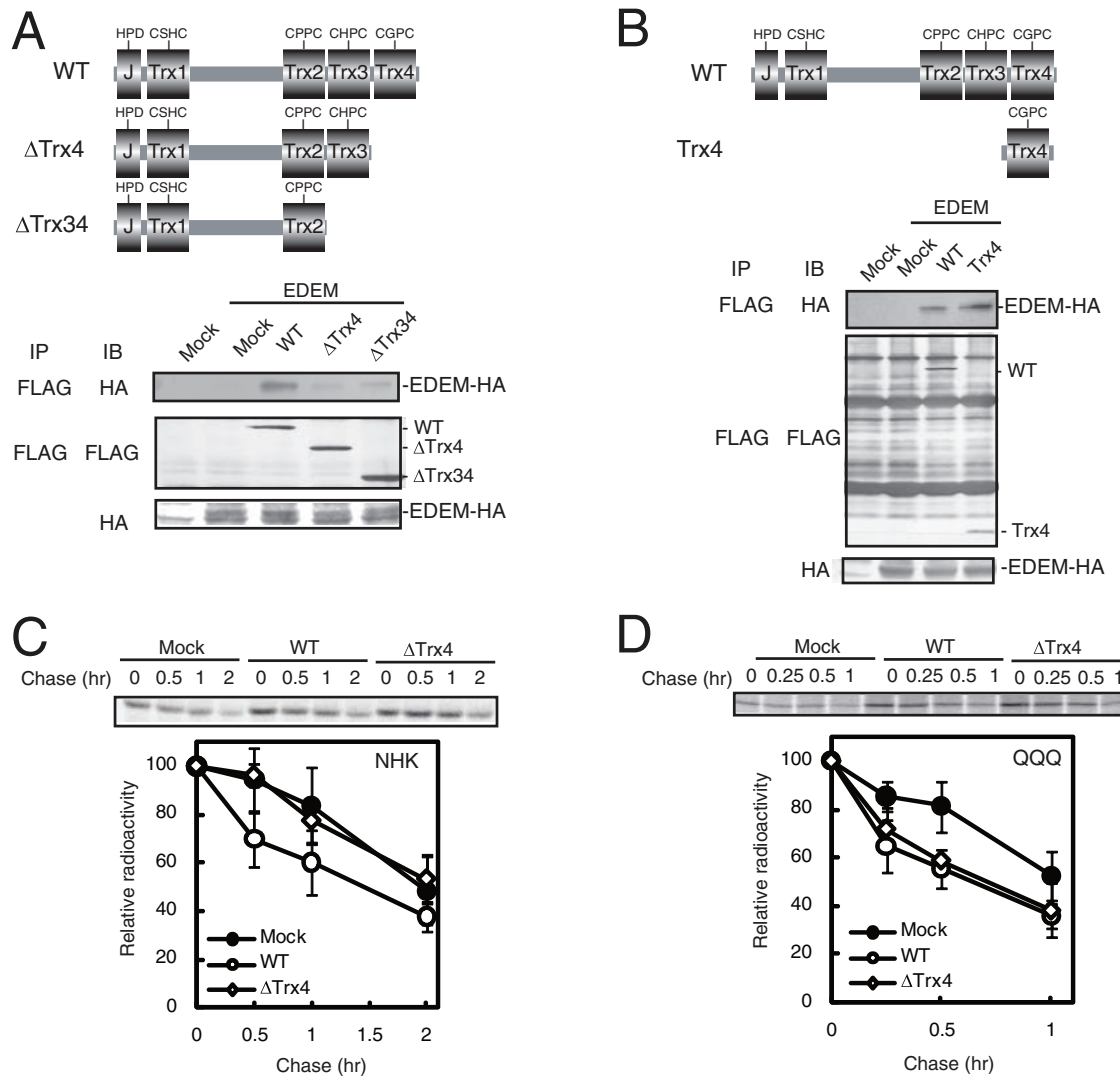 A
HPD CSHC CPPC CHPC CGPC
WT J Trx1 Trx2 Trx3 Trx4
HPD CSHC CPPC CHPC
ΔTrx4 J Trx1 Trx2 Trx3
HPD CSHC CPPC
ΔTrx34 J Trx1 Trx2
EDEM
IP IB Mock Mock WT ΔTrx4 ΔTrx34
FLAG HA -EDEM-HA
- WT
FLAG FLAG - ΔTrx4
- ΔTrx34
HA -EDEM-HA
B
HPD CSHC CPPC CHPC CGPC
WT J Trx1 Trx2 Trx3 Trx4
CGPC
Trx4 Trx4
EDEM
IP IB Mock Mock WT Trx4
FLAG HA -EDEM-HA
- WT
FLAG FLAG
- Trx4
HA -EDEM-HA
C
Mock WT ΔTrx4
Chase (hr) 0 0.5 1 2 0 0.5 1 2 0 0.5 1 2
NHK
Relative radioactivity
100
80
60
40
20
0
Mock
WT
ΔTrx4
0 0.5 1 1.5 2
Chase (hr)
D
Mock WT ΔTrx4
Chase (hr) 0 0.25 0.5 1 0 0.25 0.5 1 0 0.25 0.5 1
QQQ
Relative radioactivity
100
80
60
40
20
0
Mock
WT
ΔTrx4
0 0.5 1
Chase (hr)